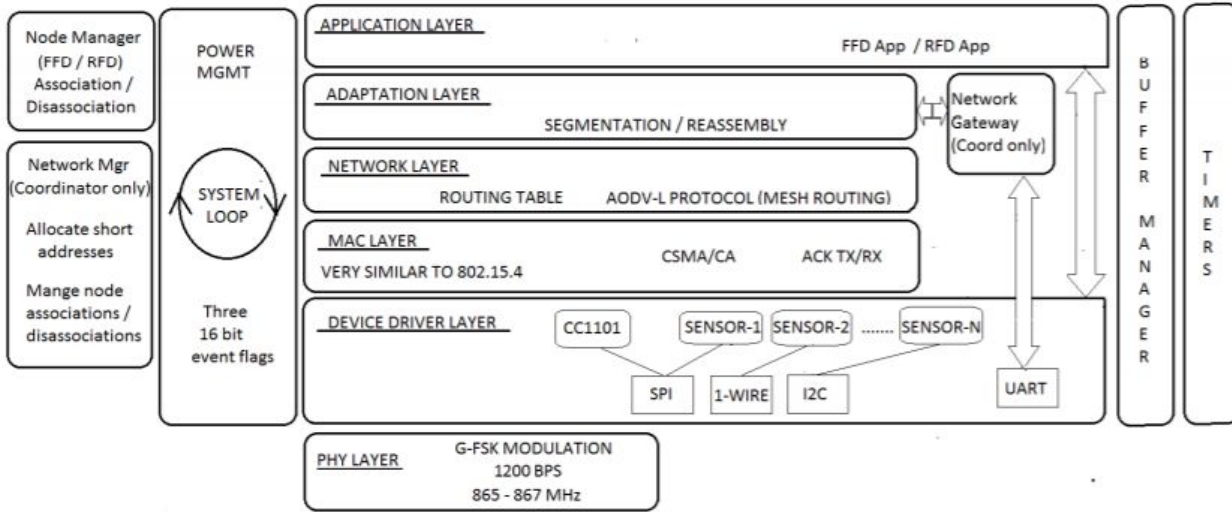 Node Manager
(FFD / RFD)
Association /
Disassociation
Network Mgr
(Coordinator only)
Allocate short
addresses
Mange node
associations /
disassociations
POWER
MGMT
SYSTEM
LOOP
Three
16 bit
event flags
APPLICATION LAYER
FFD App / RFD App
ADAPTATION LAYER
SEGMENTATION / REASSEMBLY
Network
Gateway
(Coord only)
NETWORK LAYER
ROUTING TABLE AODV-L PROTOCOL (MESH ROUTING)
MAC LAYER
VERY SIMILAR TO 802.15.4 CSMA/CA ACK TX/RX
DEVICE DRIVER LAYER
CC1101 SENSOR-1 SENSOR-2 ....... SENSOR-N
SPI 1-WIRE I2C UART
PHY LAYER
G-FSK MODULATION
1200 BPS
865 - 867 MHz
BUFFER MANAGER
TIMERS